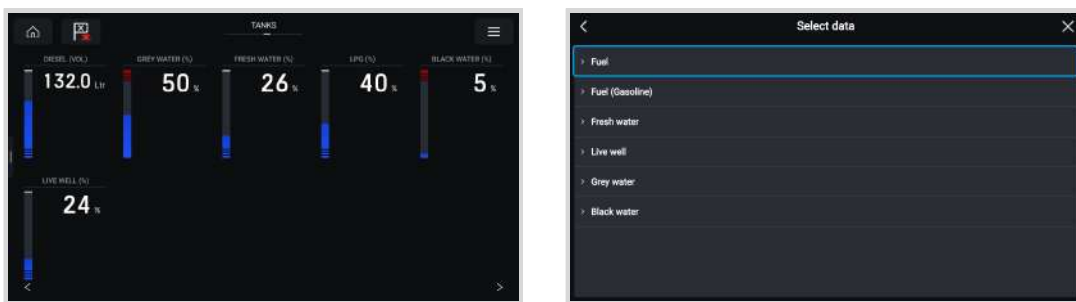 TANKS
DIESEL (VOL)
132.0 Ltr
GREY WATER (%)
50 %
FRESH WATER (%)
26 %
LPG (%)
40 %
BLACK WATER (%)
5 %
LIVE WELL (%)
24 %
Select data
Fuel
Fuel (Gasoline)
Fresh water
Live well
Grey water
Black water